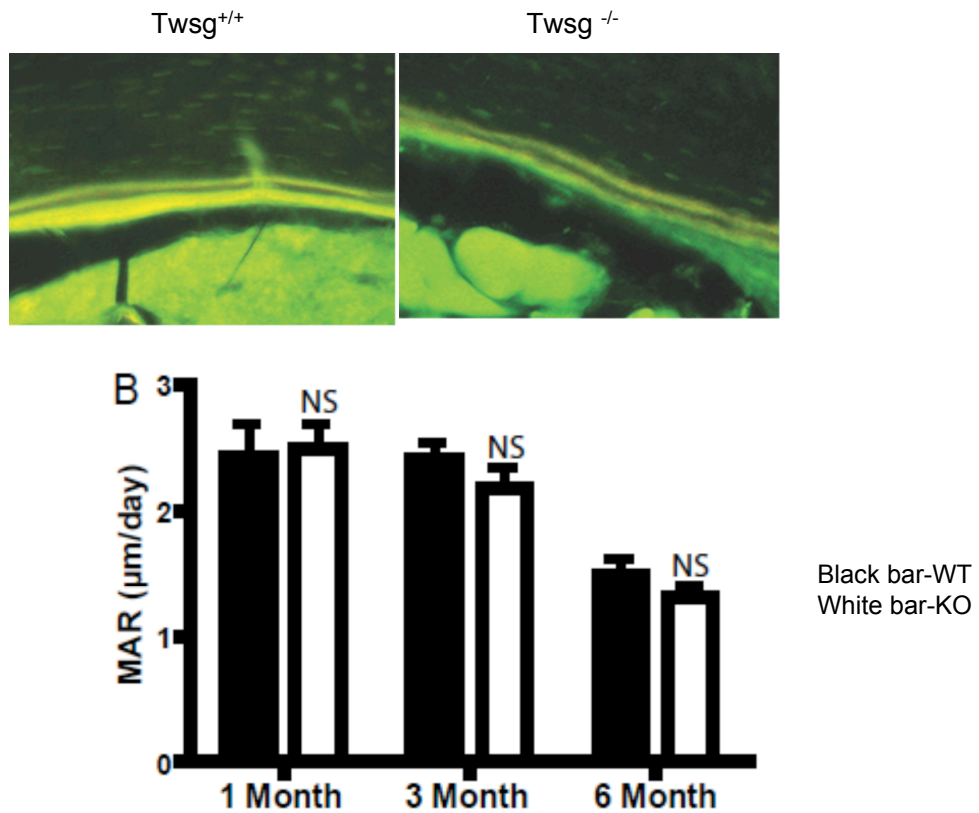 Twsg+/+ Twsg -/-
B
3
NS
NS
2
NS
1
0
MAR (µm/day)
Black bar-WT
White bar-KO
1 Month 3 Month 6 Month